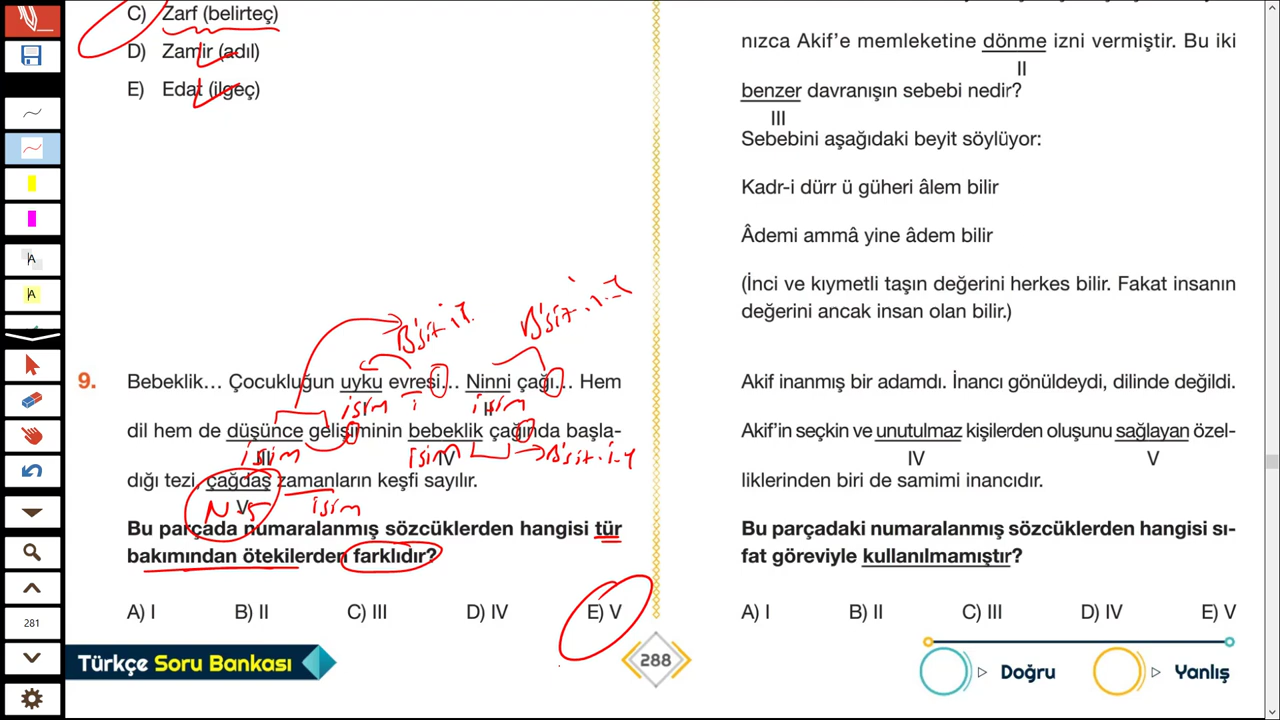 C) Zarf (belirteç)
D) Zamir (adıl)
E) Edat (ilgeç)
B'sit i.T.
B'sit i.T
9. Bebeklik… Çocukluğun uyku evresi… Ninni çağı… Hem
isim
I
i
isim
II
dil hem de düşünce gelişiminin bebeklik çağında başla-
isim
III
isim
IV
B'sit i.T
dığı tezi, çağdaş zamanların keşfi sayılır.
V
isim
Bu parçada numaralanmış sözcüklerden hangisi tür
bakımından ötekilerden farklıdır?
A) I B) II C) III D) IV E) V
Türkçe Soru Bankası
288
nızca Akif’e memleketine dönme izni vermiştir. Bu iki
II
benzer davranışın sebebi nedir?
III
Sebebini aşağıdaki beyit söylüyor:
Kadr-i dürr ü güheri âlem bilir
Âdemi ammâ yine âdem bilir
(İnci ve kıymetli taşın değerini herkes bilir. Fakat insanın
değerini ancak insan olan bilir.)
Akif inanmış bir adamdı. İnancı gönüldeydi, dilinde değildi.
Akif’in seçkin ve unutulmaz kişilerden oluşunu sağlayan özel-
IV V
liklerinden biri de samimi inancıdır.
Bu parçadaki numaralanmış sözcüklerden hangisi sı-
fat göreviyle kullanılmamıştır?
A) I B) II C) III D) IV E) V
Doğru
Yanlış
A
A
281